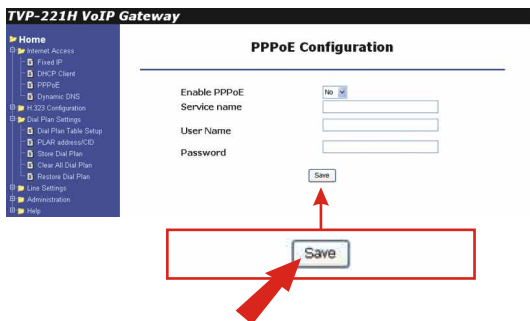 TVP-221H VoIP Gateway
Home
Internet Access
Fixed IP
DHCP Client
PPPoE
Dynamic DNS
H.323 Configuration
Dial Plan Settings
Dial Plan Table Setup
PLAR address/CID
Store Dial Plan
Clear All Dial Plan
Restore Dial Plan
Line Settings
Administration
Help
PPPoE Configuration
Enable PPPoE No
Service name
User Name
Password
Save
Save